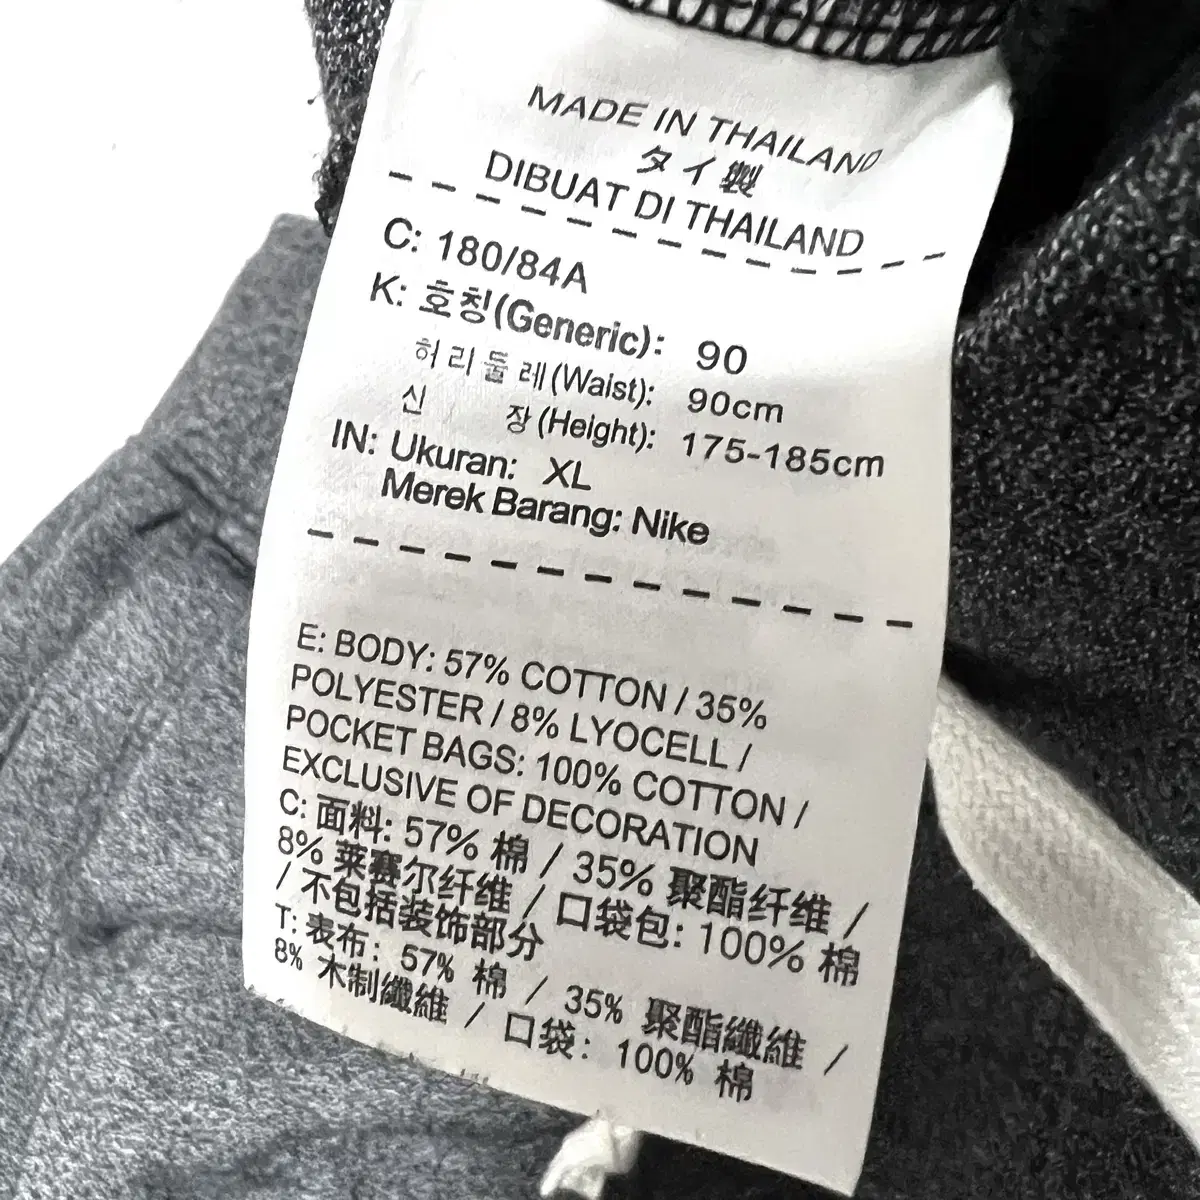 MADE IN THAILAND
タイ製
DIBUAT DI THAILAND
C: 180/84A
K: 호칭(Generic): 90
허리둘레(Waist): 90cm
신 장(Height): 175-185cm
IN: Ukuran: XL
Merek Barang: Nike
E: BODY: 57% COTTON / 35%
POLYESTER / 8% LYOCELL /
POCKET BAGS: 100% COTTON /
EXCLUSIVE OF DECORATION
C: 面料: 57% 棉 / 35% 聚酯纤维 /
8% 莱赛尔纤维 / 口袋包: 100% 棉
/ 不包括装饰部分
T: 表布: 57% 棉 / 35% 聚酯纖維 /
8% 木制纖維 / 口袋: 100% 棉